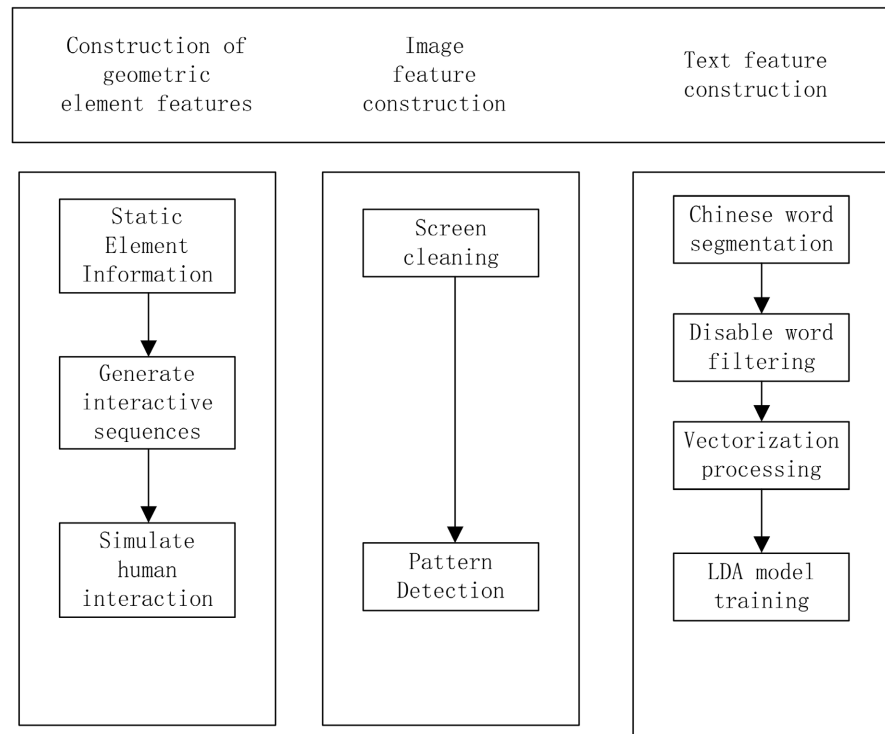 Construction of
geometric
element features
Image
feature
construction
Text feature
construction
Static
Element
Information
Generate
interactive
sequences
Simulate
human
interaction
Screen
cleaning
Pattern
Detection
Chinese word
segmentation
Disable word
filtering
Vectorization
processing
LDA model
training